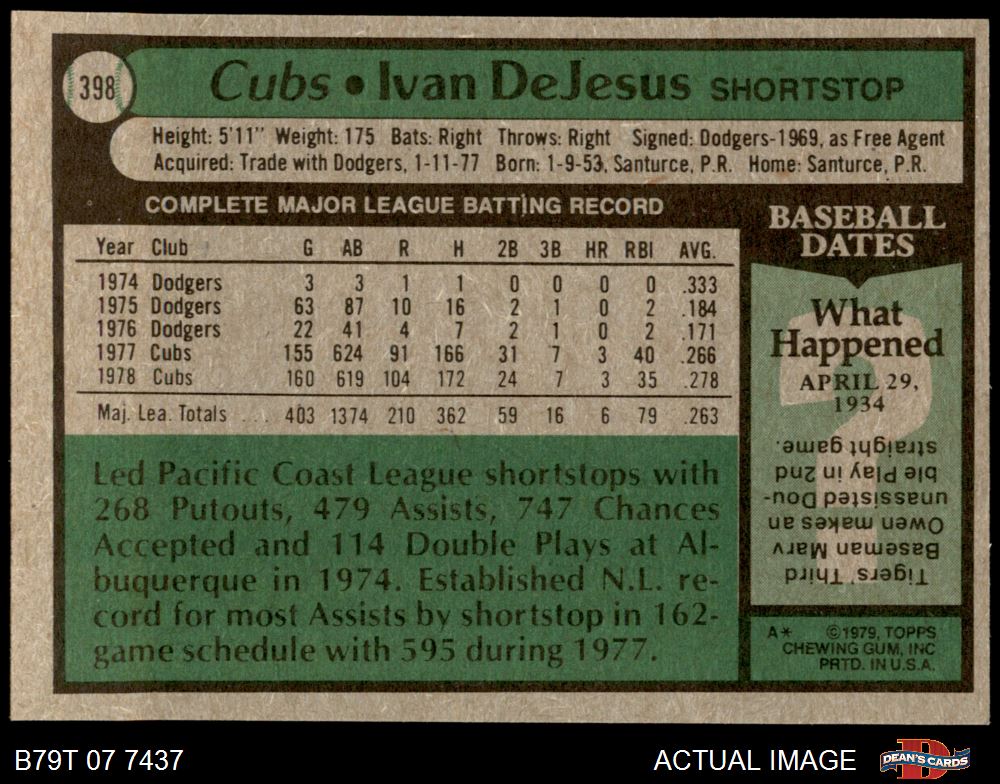 398
Cubs • Ivan DeJesus SHORTSTOP
Height: 5'11" Weight: 175 Bats: Right Throws: Right Signed: Dodgers-1969, as Free Agent
Acquired: Trade with Dodgers, 1-11-77 Born: 1-9-53, Santurce, P.R. Home: Santurce, P.R.
COMPLETE MAJOR LEAGUE BATTING RECORD
Year Club G AB R H 2B 3B HR RBI AVG.
1974 Dodgers 3 3 1 1 0 0 0 0 .333
1975 Dodgers 63 87 10 16 2 1 0 2 .184
1976 Dodgers 22 41 4 7 2 1 0 2 .171
1977 Cubs 155 624 91 166 31 7 3 40 .266
1978 Cubs 160 619 104 172 24 7 3 35 .278
Maj. Lea. Totals ... 403 1374 210 362 59 16 6 79 .263
Led Pacific Coast League shortstops with
268 Putouts, 479 Assists, 747 Chances
Accepted and 114 Double Plays at Al-
buquerque in 1974. Established N.L. re-
cord for most Assists by shortstop in 162-
game schedule with 595 during 1977.
BASEBALL
DATES
What
Happened
APRIL 29,
1934
?
Tigers' Third
Baseman Marv
Owen makes an
unassisted Dou-
ble Play in 2nd
straight game.
A* ©1979, TOPPS
CHEWING GUM, INC
PRTD. IN U.S.A.
B79T 07 7437
ACTUAL IMAGE
D
DEAN'S CARDS